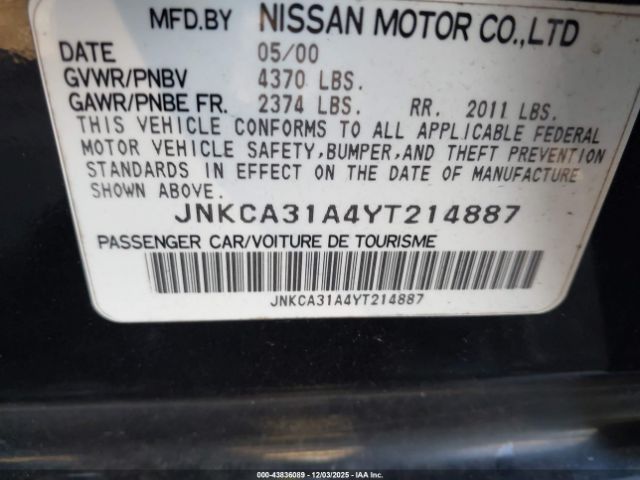 MFD.BY NISSAN MOTOR CO.,LTD
DATE 05/00
GVWR/PNBV 4370 LBS.
GAWR/PNBE FR. 2374 LBS. RR. 2011 LBS.
THIS VEHICLE CONFORMS TO ALL APPLICABLE FEDERAL
MOTOR VEHICLE SAFETY,BUMPER,AND THEFT PREVENTION
STANDARDS IN EFFECT ON THE DATE OF MANUFACTURE
SHOWN ABOVE.
JNKCA31A4YT214887
PASSENGER CAR/VOITURE DE TOURISME
JNKCA31A4YT214887
000-43836089 - 12/03/2025 - IAA Inc.